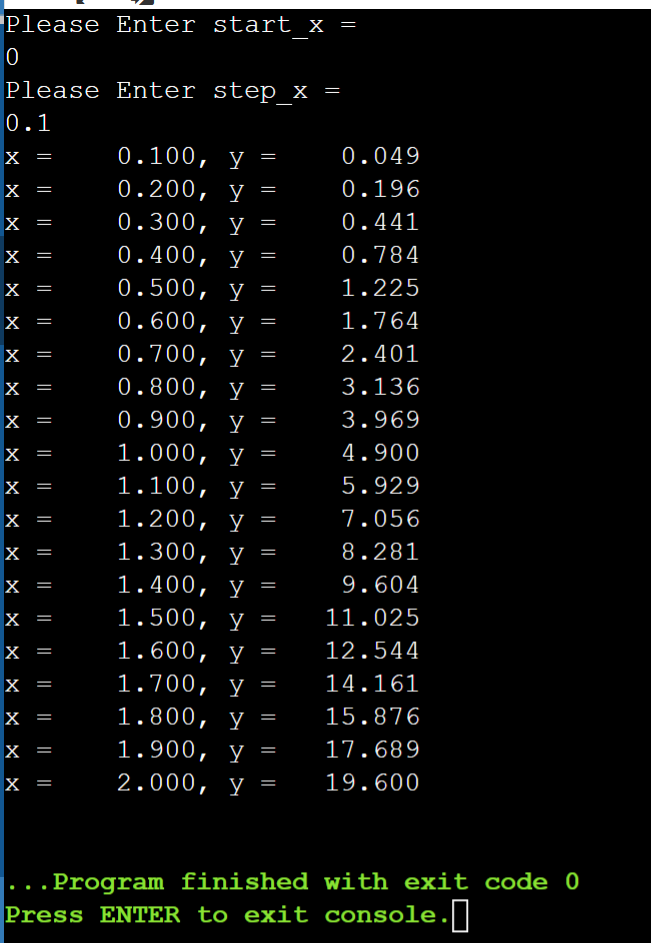 Please Enter start_x =
0
Please Enter step_x =
0.1
x =    0.100, y =    0.049
x =    0.200, y =    0.196
x =    0.300, y =    0.441
x =    0.400, y =    0.784
x =    0.500, y =    1.225
x =    0.600, y =    1.764
x =    0.700, y =    2.401
x =    0.800, y =    3.136
x =    0.900, y =    3.969
x =    1.000, y =    4.900
x =    1.100, y =    5.929
x =    1.200, y =    7.056
x =    1.300, y =    8.281
x =    1.400, y =    9.604
x =    1.500, y =   11.025
x =    1.600, y =   12.544
x =    1.700, y =   14.161
x =    1.800, y =   15.876
x =    1.900, y =   17.689
x =    2.000, y =   19.600
...Program finished with exit code 0
Press ENTER to exit console.